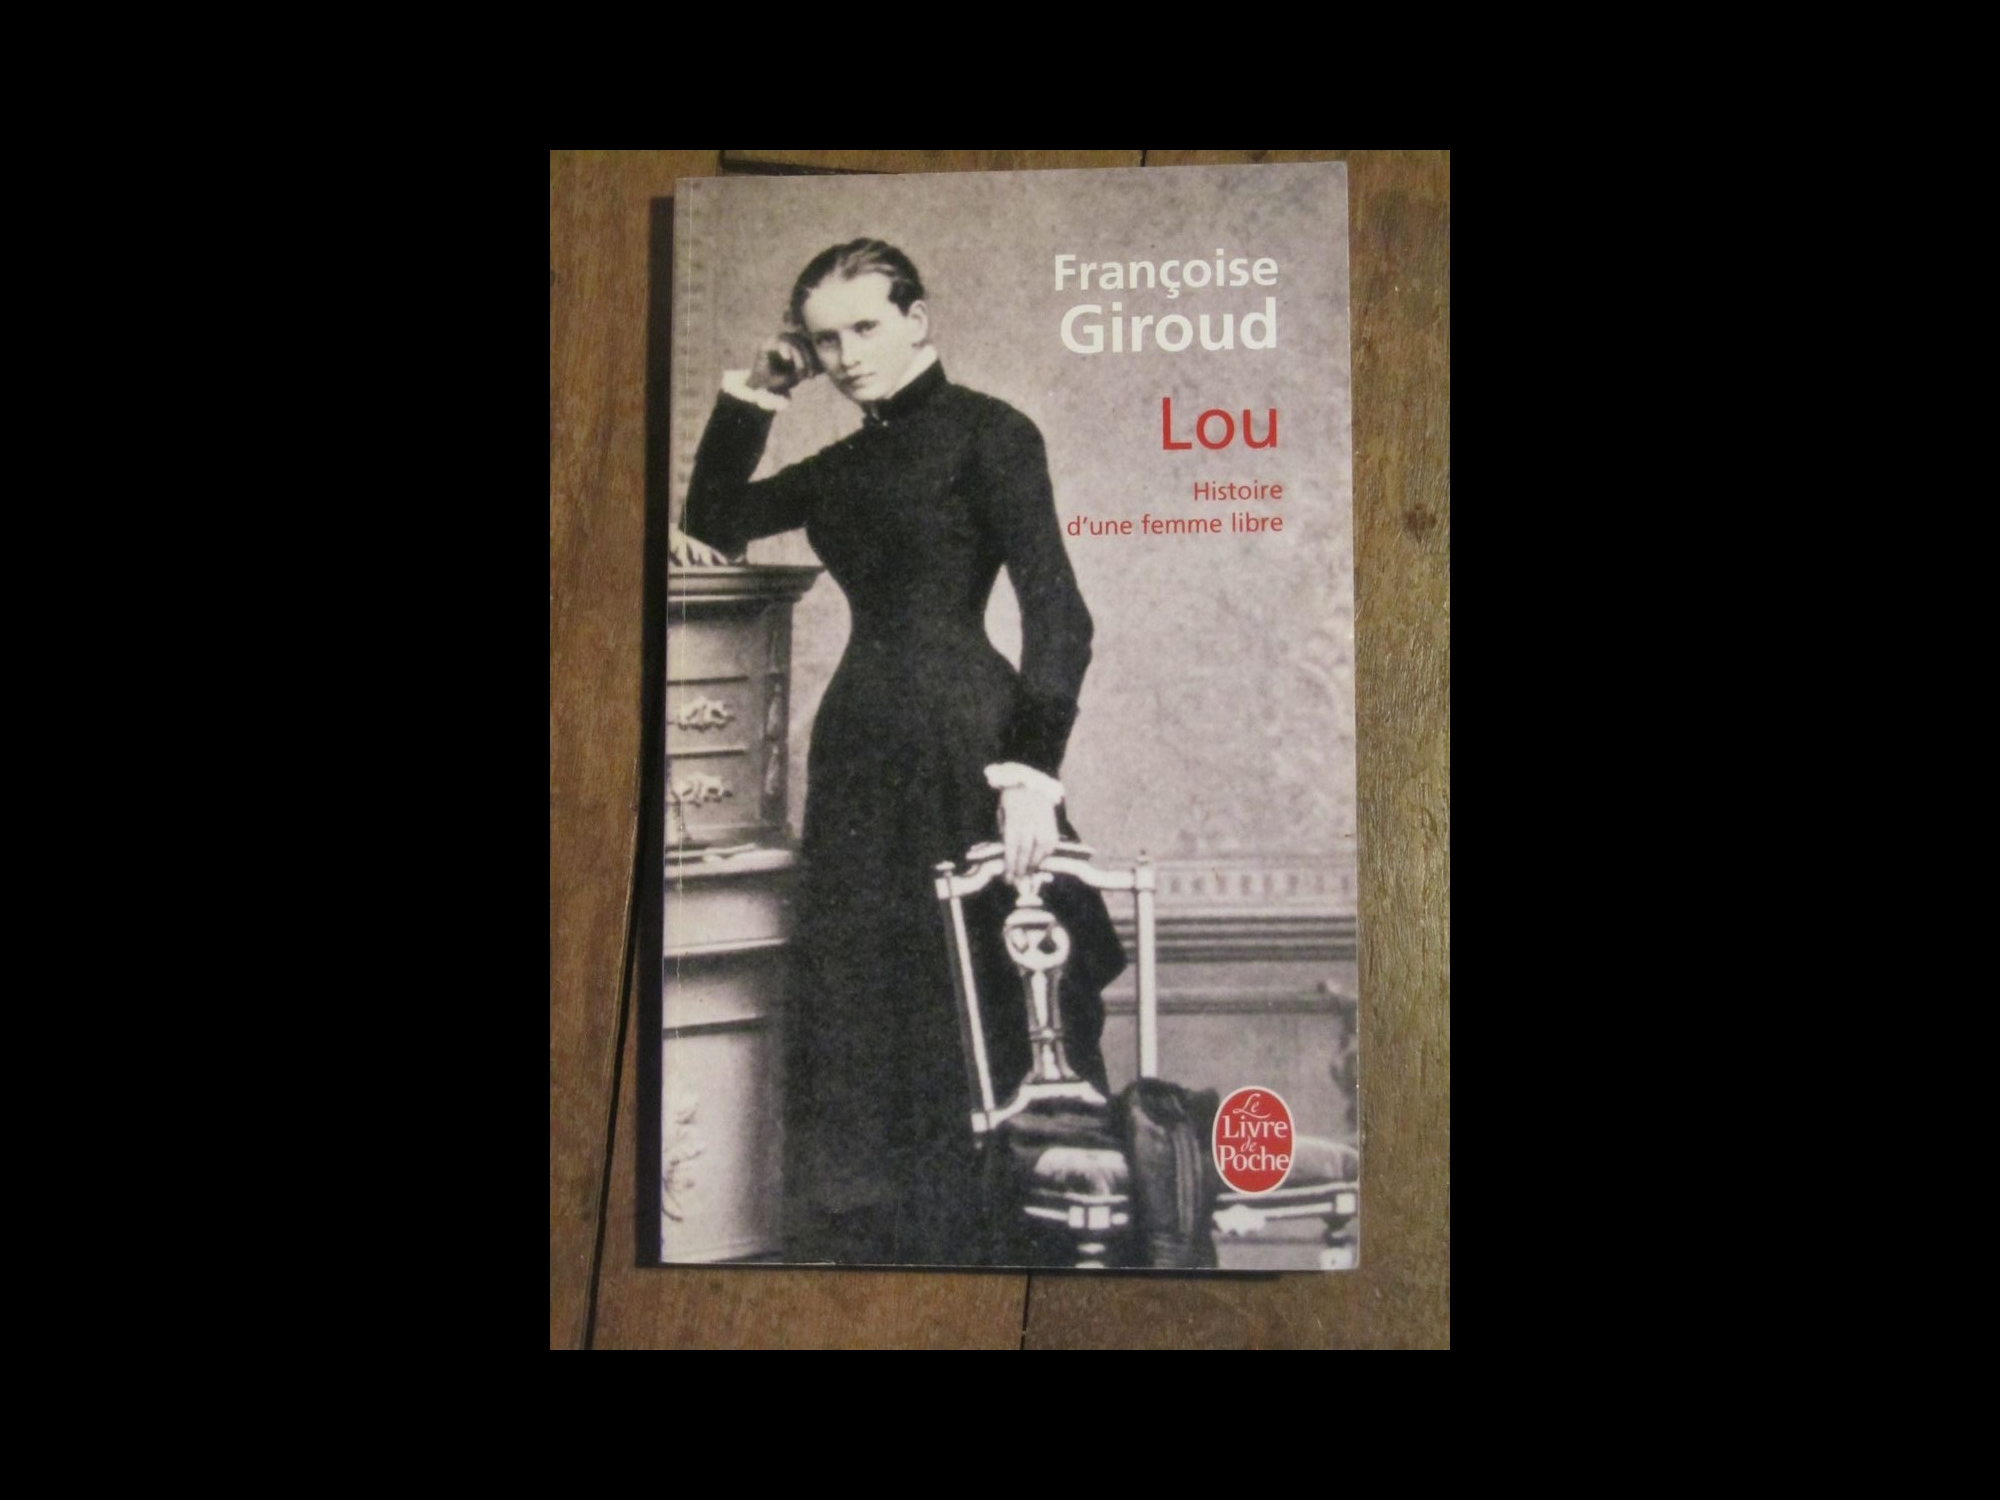 Françoise
Giroud
Lou
Histoire
d'une femme libre
Le
Livre
de
Poche